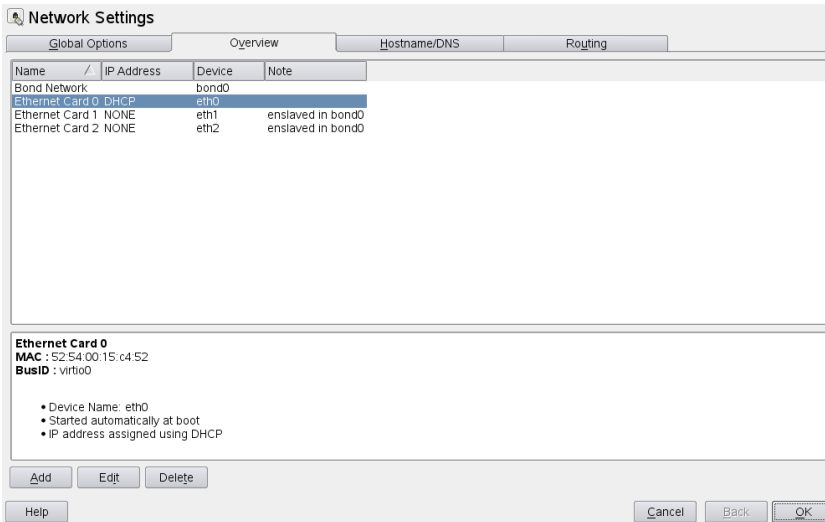 Network Settings
Global Options Overview Hostname/DNS Routing
Name IP Address Device Note
Bond Network bond0
Ethernet Card 0 DHCP eth0
Ethernet Card 1 NONE eth1 enslaved in bond0
Ethernet Card 2 NONE eth2 enslaved in bond0
Ethernet Card 0
MAC : 52:54:00:15:c4:52
BusID : virtio0
• Device Name: eth0
• Started automatically at boot
• IP address assigned using DHCP
Add Edit Delete
Help Cancel Back OK